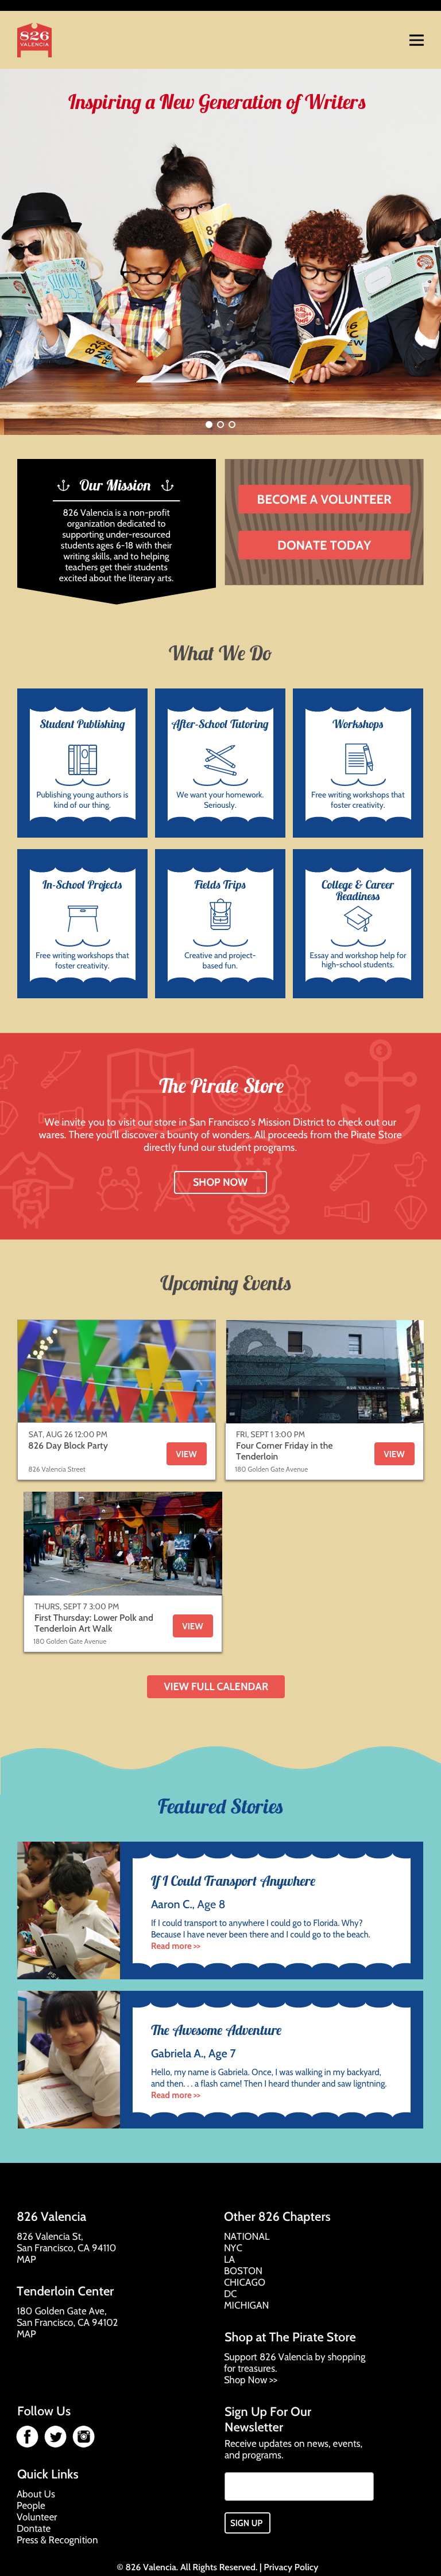 826
VALENCIA
Inspiring a New Generation of Writers
Our Mission
826 Valencia is a non-profit
organization dedicated to
supporting under-resourced
students ages 6-18 with their
writing skills, and to helping
teachers get their students
excited about the literary arts.
BECOME A VOLUNTEER
DONATE TODAY
What We Do
Student Publishing
Publishing young authors is
kind of our thing.
After-School Tutoring
We want your homework.
Seriously.
Workshops
Free writing workshops that
foster creativity.
In-School Projects
Free writing workshops that
foster creativity.
Fields Trips
Creative and project-
based fun.
College & Career
Readiness
Essay and workshop help for
high-school students.
The Pirate Store
We invite you to visit our store in San Francisco's Mission District to check out our
wares. There you'll discover a bounty of wonders. All proceeds from the Pirate Store
directly fund our student programs.
SHOP NOW
Upcoming Events
SAT, AUG 26 12:00 PM
826 Day Block Party
826 Valencia Street
VIEW
FRI, SEPT 1 3:00 PM
Four Corner Friday in the
Tenderloin
180 Golden Gate Avenue
VIEW
THURS, SEPT 7 3:00 PM
First Thursday: Lower Polk and
Tenderloin Art Walk
180 Golden Gate Avenue
VIEW
VIEW FULL CALENDAR
Featured Stories
If I Could Transport Anywhere
Aaron C., Age 8
If I could transport to anywhere I could go to Florida. Why?
Because I have never been there and I could go to the beach.
Read more >>
The Awesome Adventure
Gabriela A., Age 7
Hello, my name is Gabriela. Once, I was walking in my backyard,
and then. . . a flash came! Then I heard thunder and saw ligntning.
Read more >>
826 Valencia
826 Valencia St,
San Francisco, CA 94110
MAP
Tenderloin Center
180 Golden Gate Ave,
San Francisco, CA 94102
MAP
Other 826 Chapters
NATIONAL
NYC
LA
BOSTON
CHICAGO
DC
MICHIGAN
Shop at The Pirate Store
Support 826 Valencia by shopping
for treasures.
Shop Now >>
Follow Us
Quick Links
About Us
People
Volunteer
Dontate
Press & Recognition
Sign Up For Our
Newsletter
Receive updates on news, events,
and programs.
SIGN UP
© 826 Valencia. All Rights Reserved. | Privacy Policy